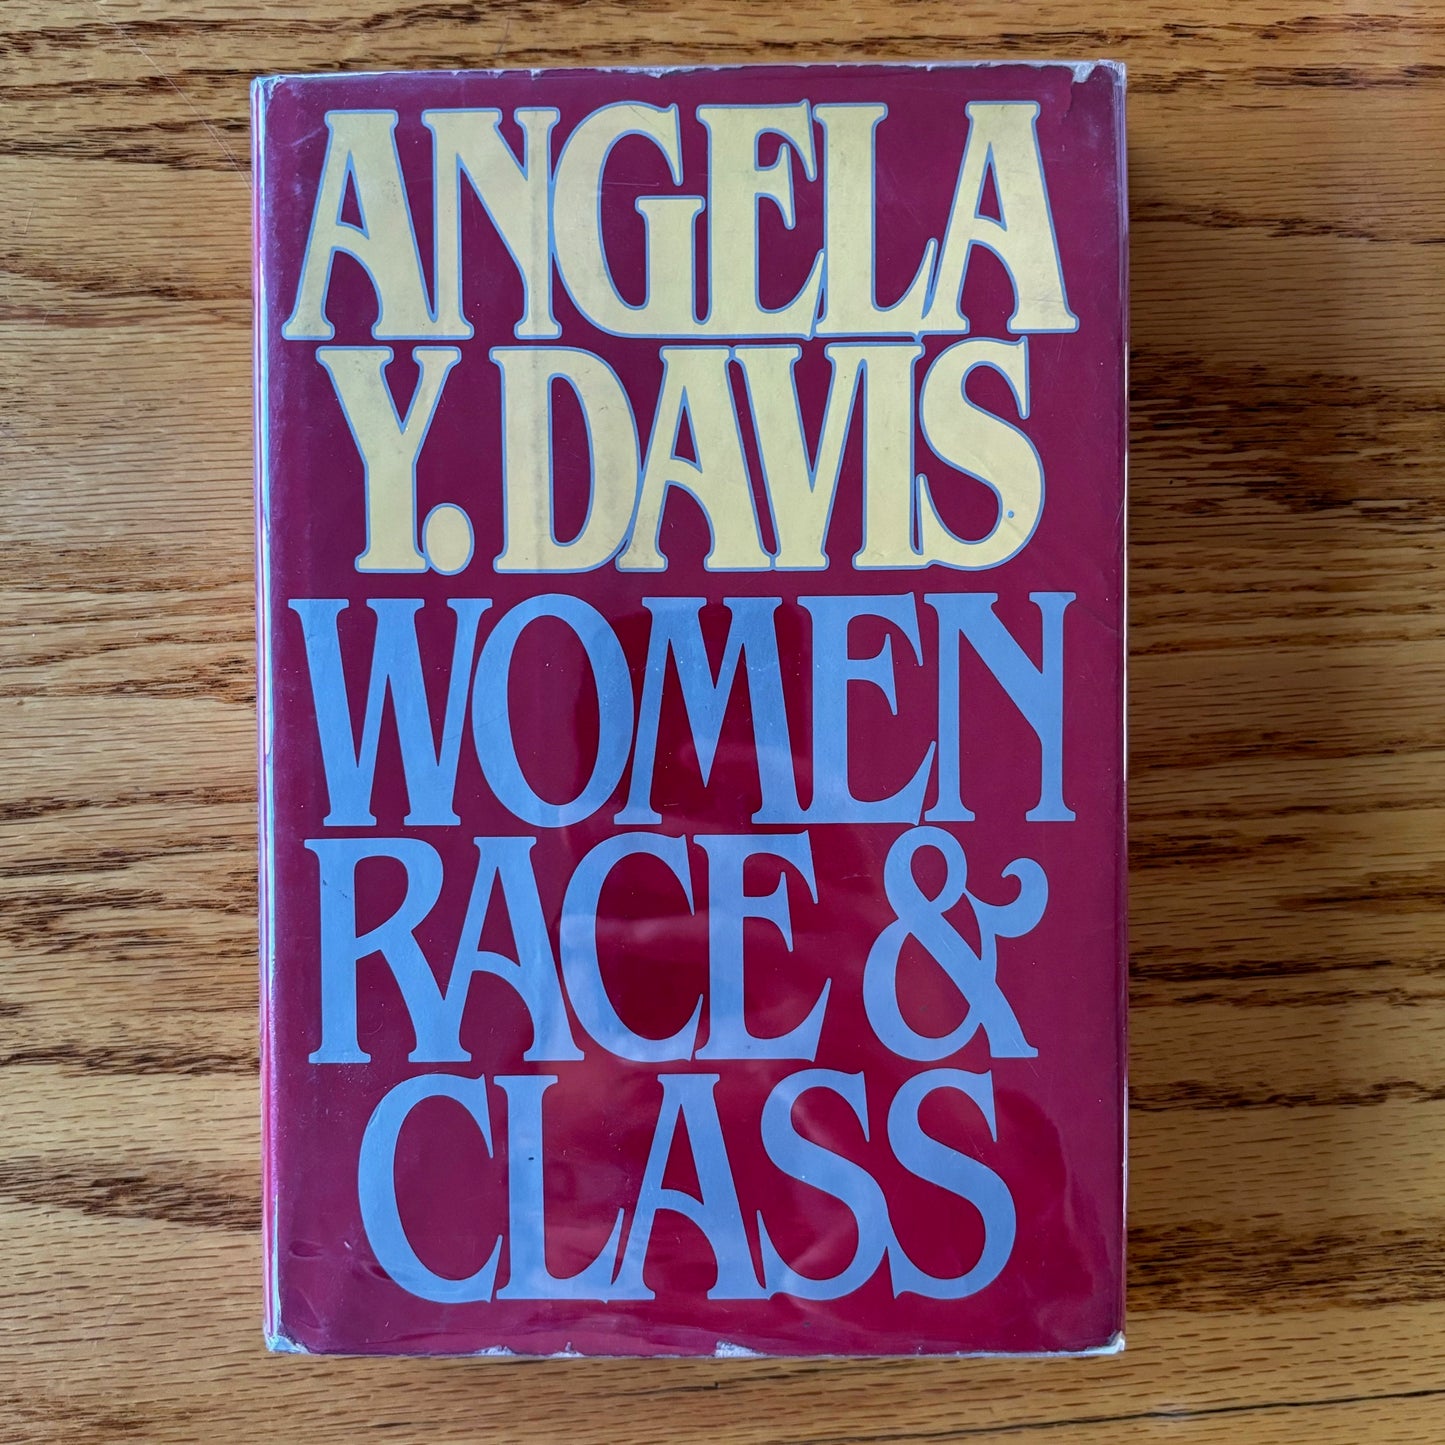 ANGELA
Y. DAVIS
WOMEN
RACE &
CLASS